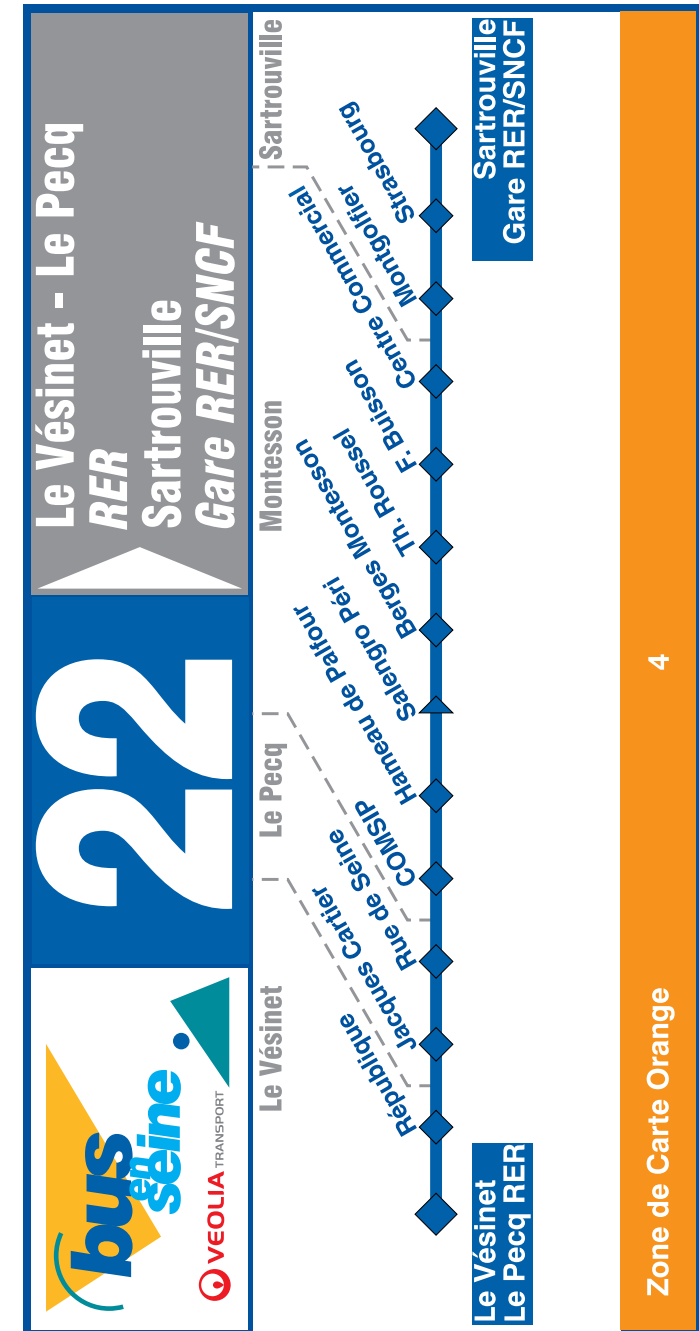 bus
en
seine
VEOLIA TRANSPORT
22
Le Vésinet - Le Pecq
RER
Sartrouville
Gare RER/SNCF
Le Vésinet
Le Pecq
Montesson
Sartrouville
République
Jacques Cartier
Rue de Seine
COMSIP
Hameau de Palfour
Salengro Péri
Berges Montesson
Th. Roussel
F. Buisson
Centre Commercial
Montgolfier
Strasbourg
Le Vésinet
Le Pecq RER
Sartrouville
Gare RER/SNCF
Zone de Carte Orange
4